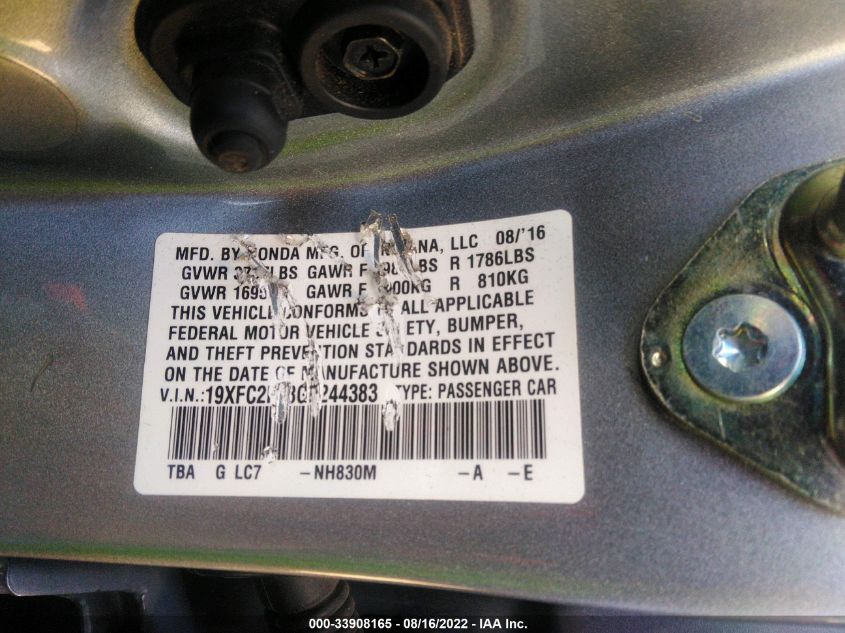 MFD. BY HONDA MFG. OF INDIANA, LLC 08/'16
GVWR LBS GAWR F LBS R 1786LBS
GVWR GAWR F R 810KG
THIS VEHICLE CONFORMS TO ALL APPLICABLE
FEDERAL MOTOR VEHICLE SAFETY, BUMPER,
AND THEFT PREVENTION STANDARDS IN EFFECT
ON THE DATE OF MANUFACTURE SHOWN ABOVE.
V.I.N.: TYPE: PASSENGER CAR
TBA G LC7 -NH830M -A -E
000-33908165 - 08/16/2022 - IAA Inc.